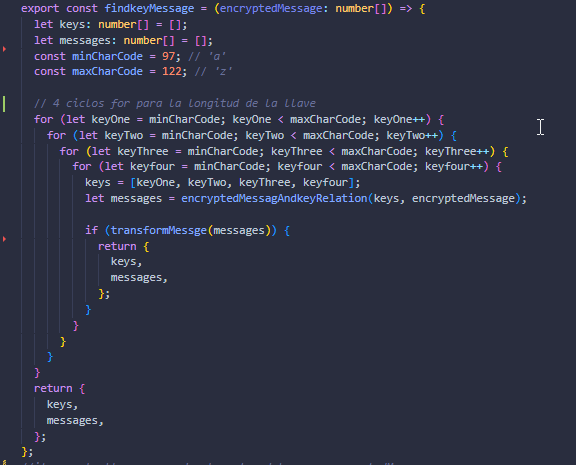 export const findkeyMessage = (encryptedMessage: number[]) => {
let keys: number[] = [];
let messages: number[] = [];
const minCharCode = 97; // 'a'
const maxCharCode = 122; // 'z'
// 4 ciclos for para la longitud de la llave
for (let keyOne = minCharCode; keyOne < maxCharCode; keyOne++) {
for (let keyTwo = minCharCode; keyTwo < maxCharCode; keyTwo++) {
for (let keyThree = minCharCode; keyThree < maxCharCode; keyThree++) {
for (let keyfour = minCharCode; keyfour < maxCharCode; keyfour++) {
keys = [keyOne, keyTwo, keyThree, keyfour];
let messages = encryptedMessagAndkeyRelation(keys, encryptedMessage);
if (transformMessge(messages)) {
return {
keys,
messages,
};
}
}
}
}
}
return {
keys,
messages,
};
};